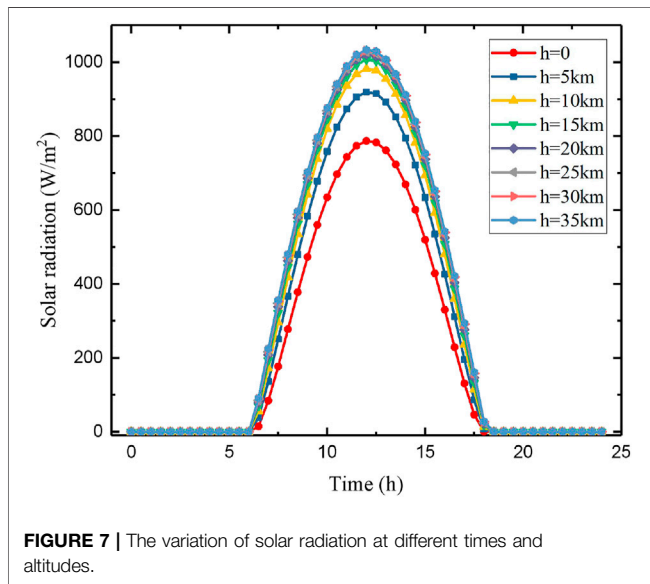 1000
800
600
400
200
0
Solar radiation (W/m²)
h=0
h=5km
h=10km
h=15km
h=20km
h=25km
h=30km
h=35km
0 5 10 15 20 25
Time (h)
FIGURE 7 | The variation of solar radiation at different times and
altitudes.